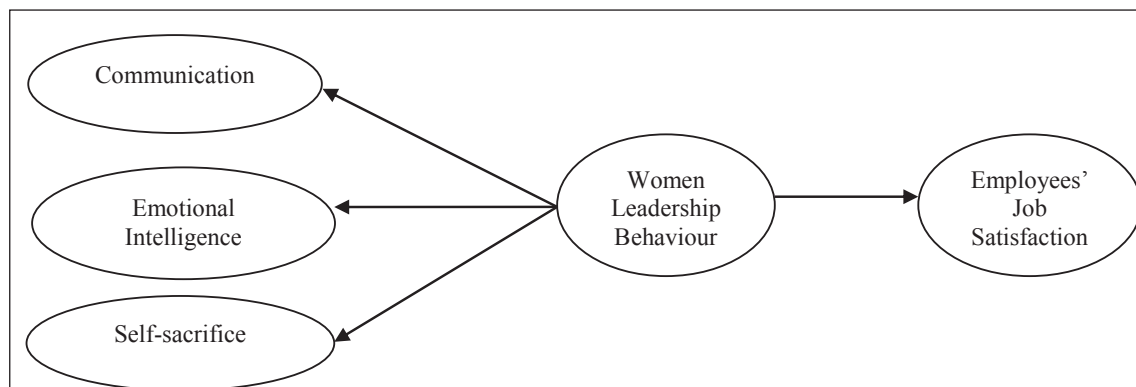 Communication
Emotional
Intelligence
Self-sacrifice
Women
Leadership
Behaviour
Employees’
Job
Satisfaction